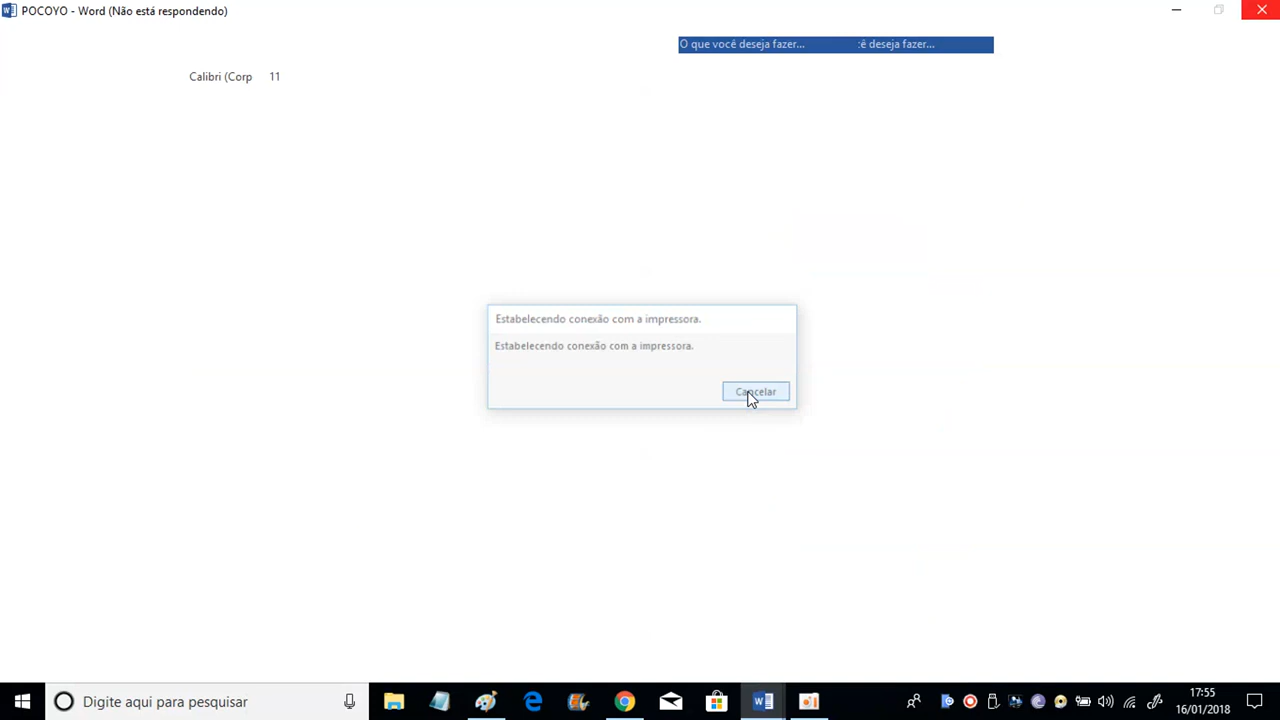 POCOYO - Word (Não está respondendo)
O que você deseja fazer... :ê deseja fazer...
Calibri (Corp 11
Estabelecendo conexão com a impressora.
Estabelecendo conexão com a impressora.
Cancelar
Digite aqui para pesquisar
17:55
16/01/2018